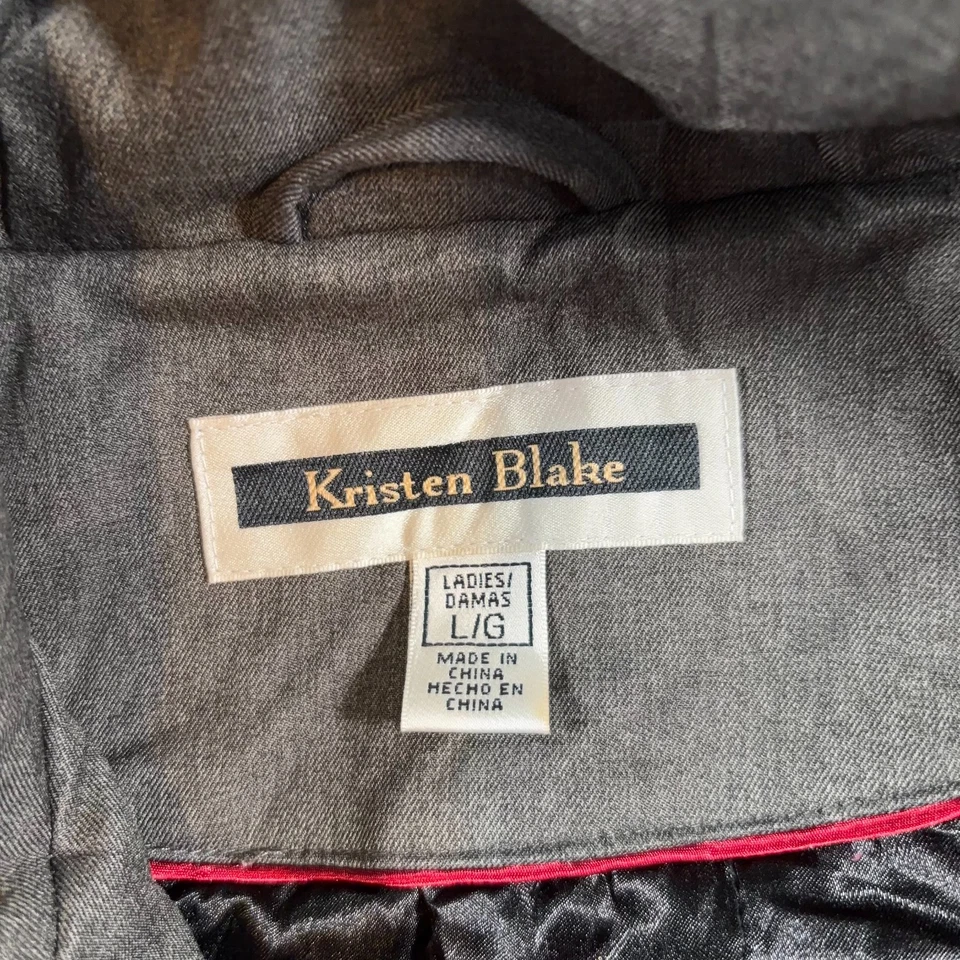 Kristen Blake
LADIES/
DAMAS
L/G
MADE IN
CHINA
HECHO EN
CHINA